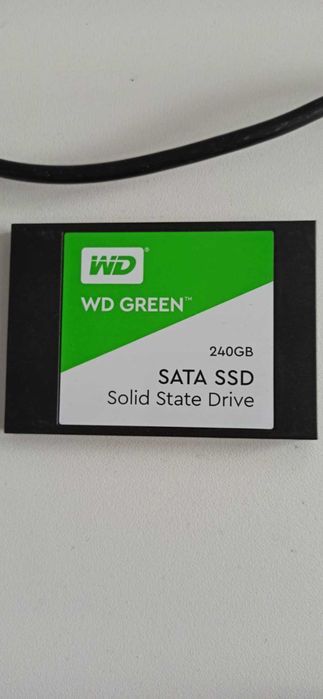 WD®
WD GREEN™
240GB
SATA SSD
Solid State Drive